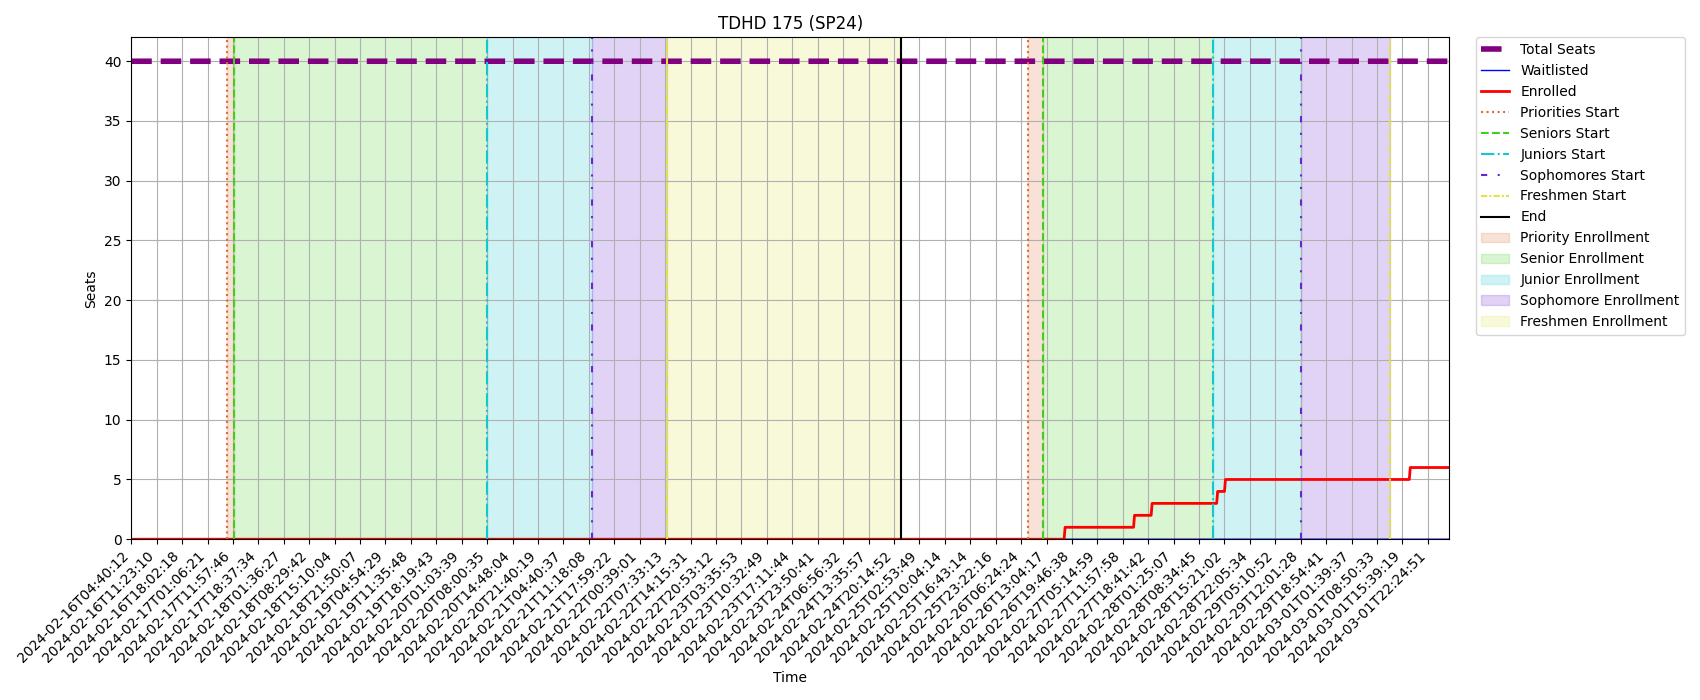 TDHD 175 (SP24)
Total Seats
Waitlisted
Enrolled
Priorities Start
Seniors Start
Juniors Start
Sophomores Start
Freshmen Start
End
Priority Enrollment
Senior Enrollment
Junior Enrollment
Sophomore Enrollment
Freshmen Enrollment
Seats
40
35
30
25
20
15
10
5
0
2024-02-16T04:40:12
2024-02-16T11:23:10
2024-02-16T18:02:18
2024-02-17T01:06:21
2024-02-17T11:57:46
2024-02-17T18:37:34
2024-02-18T01:36:27
2024-02-18T08:29:42
2024-02-18T15:10:04
2024-02-18T21:50:07
2024-02-19T04:54:29
2024-02-19T11:35:48
2024-02-19T18:19:43
2024-02-20T01:03:39
2024-02-20T08:00:35
2024-02-20T14:48:04
2024-02-20T21:40:19
2024-02-21T04:40:37
2024-02-21T11:18:08
2024-02-21T17:59:22
2024-02-22T00:39:01
2024-02-22T07:33:13
2024-02-22T14:15:31
2024-02-22T20:53:12
2024-02-23T03:35:53
2024-02-23T10:32:49
2024-02-23T17:11:44
2024-02-23T23:50:41
2024-02-24T06:56:32
2024-02-24T13:35:57
2024-02-24T20:14:52
2024-02-25T02:53:49
2024-02-25T10:04:14
2024-02-25T16:43:14
2024-02-25T23:22:16
2024-02-26T06:24:24
2024-02-26T13:04:17
2024-02-26T19:46:38
2024-02-27T05:14:59
2024-02-27T11:57:58
2024-02-27T18:41:42
2024-02-28T01:25:07
2024-02-28T08:34:45
2024-02-28T15:21:02
2024-02-28T22:05:34
2024-02-29T05:10:52
2024-02-29T12:01:28
2024-02-29T18:54:41
2024-03-01T01:39:37
2024-03-01T08:50:33
2024-03-01T15:39:19
2024-03-01T22:24:51
Time